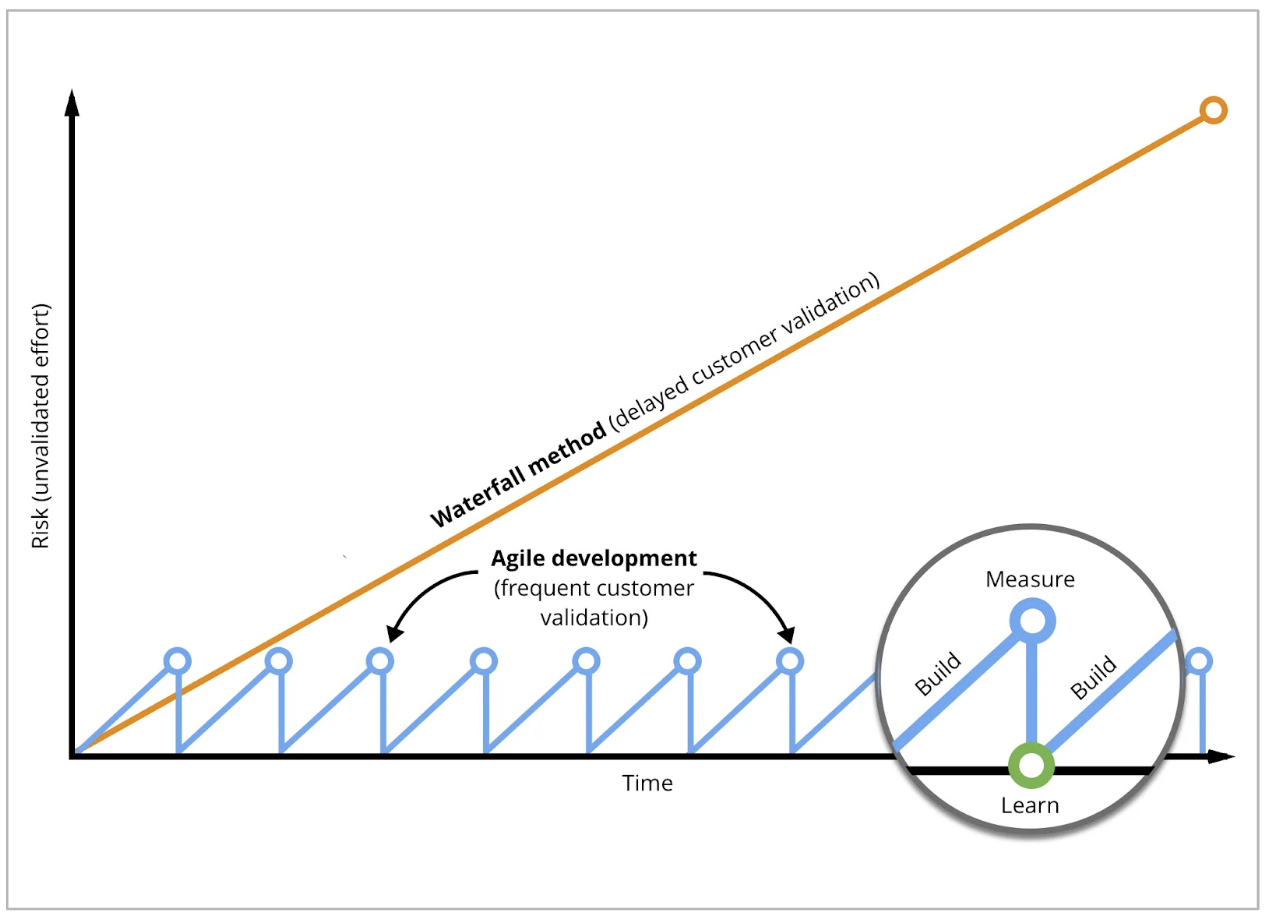 Risk (unvalidated effort)
Waterfall method (delayed customer validation)
Agile development
(frequent customer
validation)
Measure
Build
Build
Learn
Time